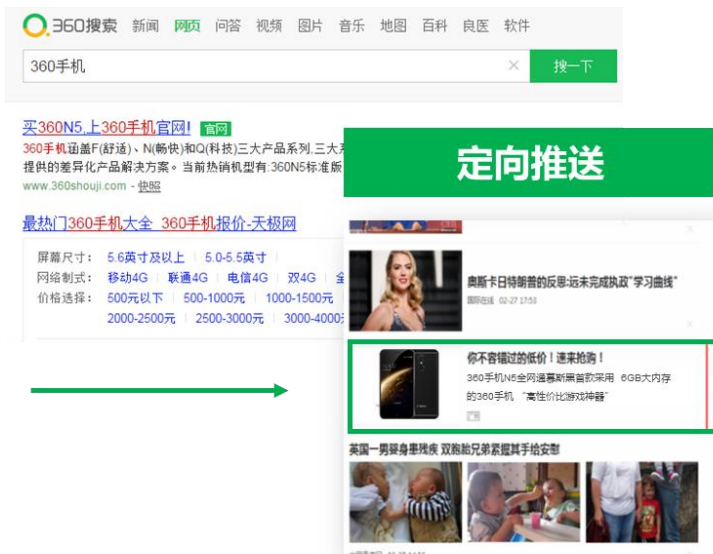 360搜索 新闻 网页 问答 视频 图片 音乐 地图 百科 良医 软件
360手机 × 搜一下
买360N5,上360手机官网! 官网
360手机涵盖F(舒适)、N(畅快)和Q(科技)三大产品系列,三大
提供的差异化产品解决方案。当前热销机型有:360N5标准版
www.360shouji.com - 快照
最热门360手机大全_360手机报价-天极网
屏幕尺寸: 5.6英寸及以上 5.0-5.5英寸
网络制式: 移动4G 联通4G 电信4G 双4G 全
价格选择: 500元以下 500-1000元 1000-1500元
2000-2500元 2500-3000元 3000-4000
定向推送
奥斯卡日特朗普的反思:远未完成执政"学习曲线"
国际在线 02-27 17:53
你不容错过的低价！速来抢购！
360手机N5全网通幕斯黑首款采用 6GB大内存
的360手机 “高性价比游戏神器”
广告
英国一男婴身患残疾 双胞胎兄弟紧握其手给安慰